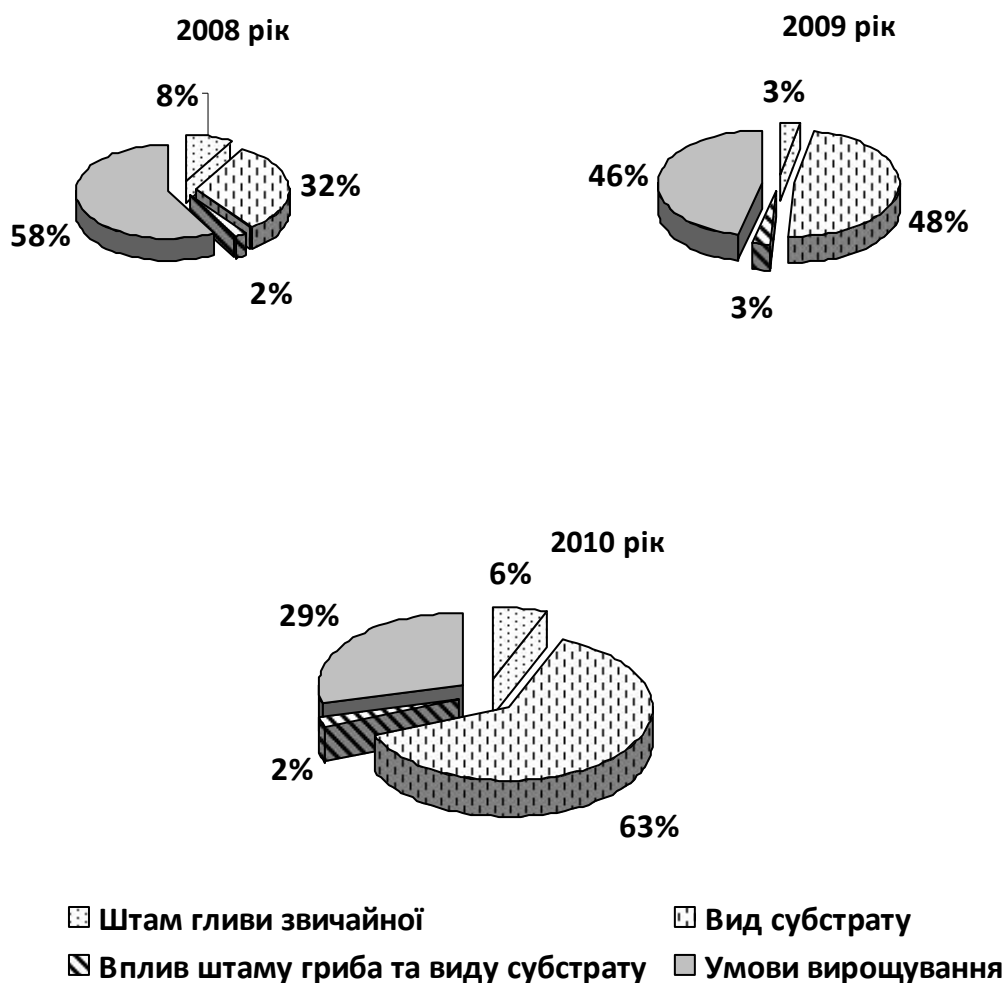 2008 рік
8%
32%
58%
2%
2009 рік
3%
46%
48%
3%
2010 рік
6%
29%
2%
63%
Штам гливи звичайної
Вид субстрату
Вплив штаму гриба та виду субстрату
Умови вирощування